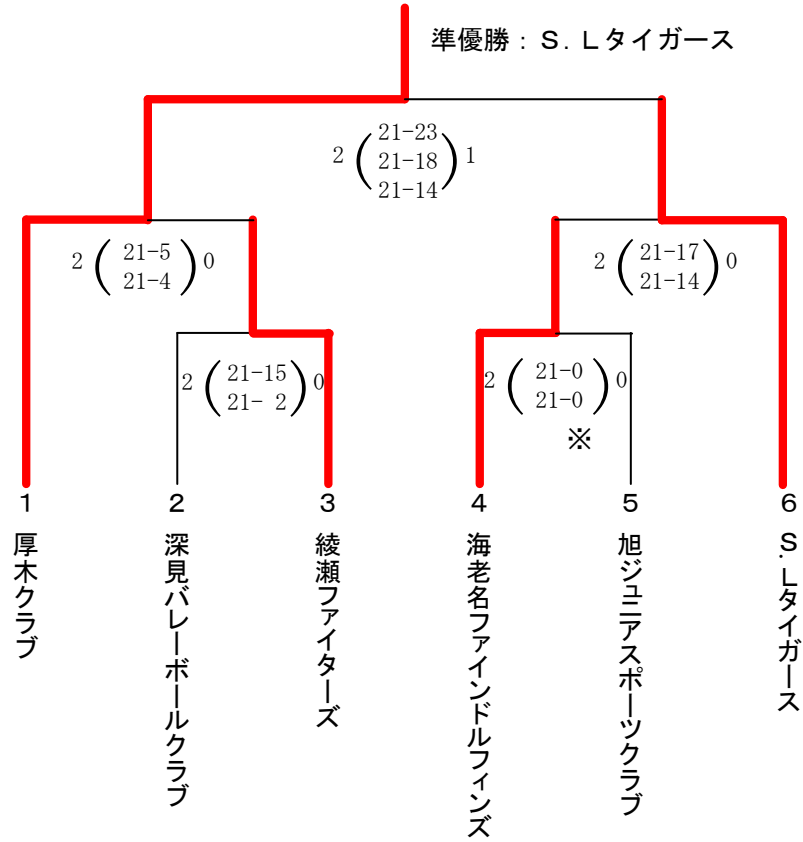 準優勝：Ｓ．Ｌタイガース
2 ( 21-23 21-18 21-14 ) 1
2 ( 21-5 21-4 ) 0
2 ( 21-17 21-14 ) 0
2 ( 21-15 21- 2 ) 0
2 ( 21-0 21-0 ) 0
※
1 厚木クラブ
2 深見バレーボールクラブ
3 綾瀬ファイターズ
4 海老名ファインドルフィンズ
5 旭ジュニアスポーツクラブ
6 S.Lタイガース